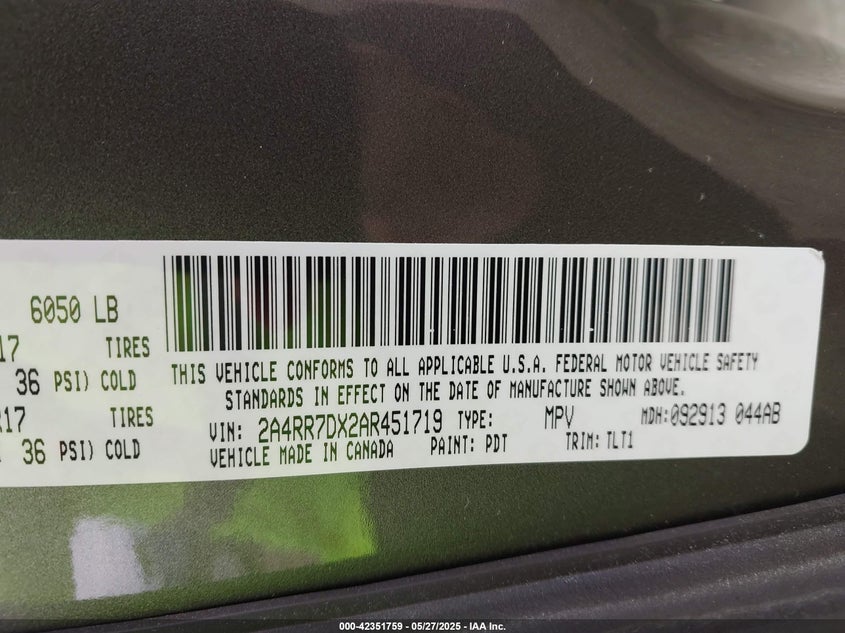 6050 LB
17 TIRES
36 PSI) COLD
R17 TIRES
36 PSI) COLD
THIS VEHICLE CONFORMS TO ALL APPLICABLE U.S.A. FEDERAL MOTOR VEHICLE SAFETY
STANDARDS IN EFFECT ON THE DATE OF MANUFACTURE SHOWN ABOVE.
VIN: 2A4RR7DX2AR451719 TYPE: MPV MDH:092913 044AB
VEHICLE MADE IN CANADA PAINT: PDT TRIM: TLT1
000-42351759 — 05/27/2025 — IAA Inc.